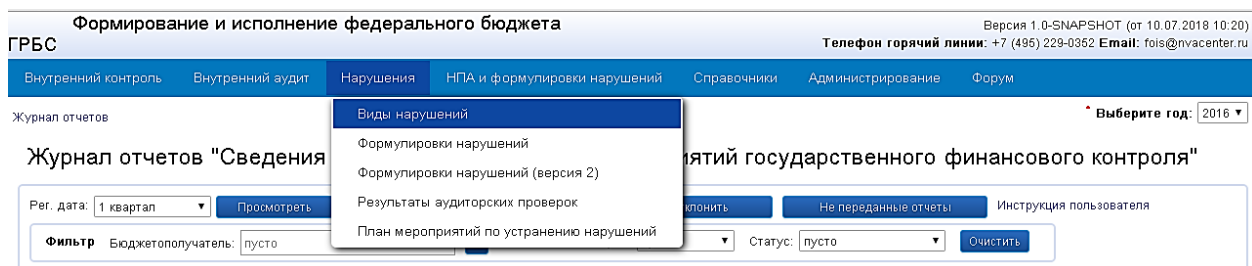 Формирование и исполнение федерального бюджета
Версия 1.0-SNAPSHOT (от 10.07.2018 10:20)
ГРБС
Телефон горячий линии: +7 (495) 229-0352 Email: fois@nvacenter.ru
Внутренний контроль Внутренний аудит Нарушения НПА и формулировки нарушений Справочники Администрирование Форум
Журнал отчетов
Виды нарушений
* Выберите год: 2016
Формулировки нарушений
Журнал отчетов "Сведения иятий государственного финансового контроля"
Формулировки нарушений (версия 2)
Рег. дата: 1 квартал Просмотреть Результаты аудиторских проверок клонить Не переданные отчеты Инструкция пользователя
Фильтр Бюджетополучатель: пусто План мероприятий по устранению нарушений Статус: пусто Очистить